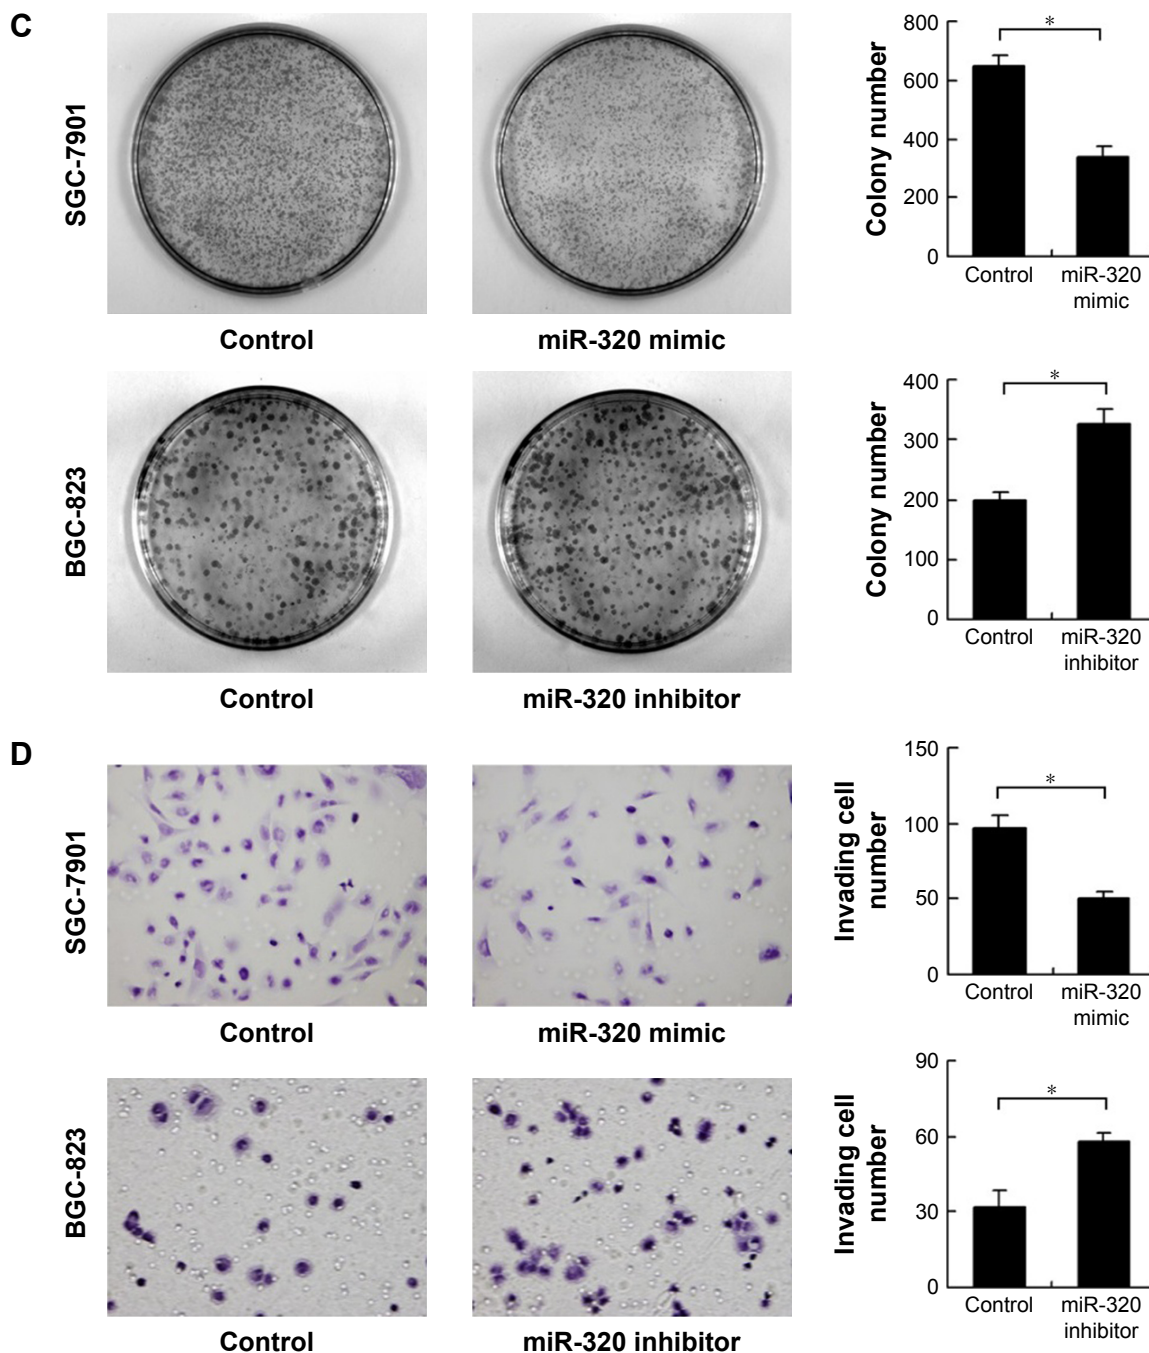 C
SGC-7901
Control
miR-320 mimic
Colony number
800
600
400
200
0
*
Control
miR-320
mimic
BGC-823
Control
miR-320 inhibitor
Colony number
400
300
200
100
0
*
Control
miR-320
inhibitor
D
SGC-7901
Control
miR-320 mimic
Invading cell
number
150
100
50
0
*
Control
miR-320
mimic
BGC-823
Control
miR-320 inhibitor
Invading cell
number
90
60
30
0
*
Control
miR-320
inhibitor